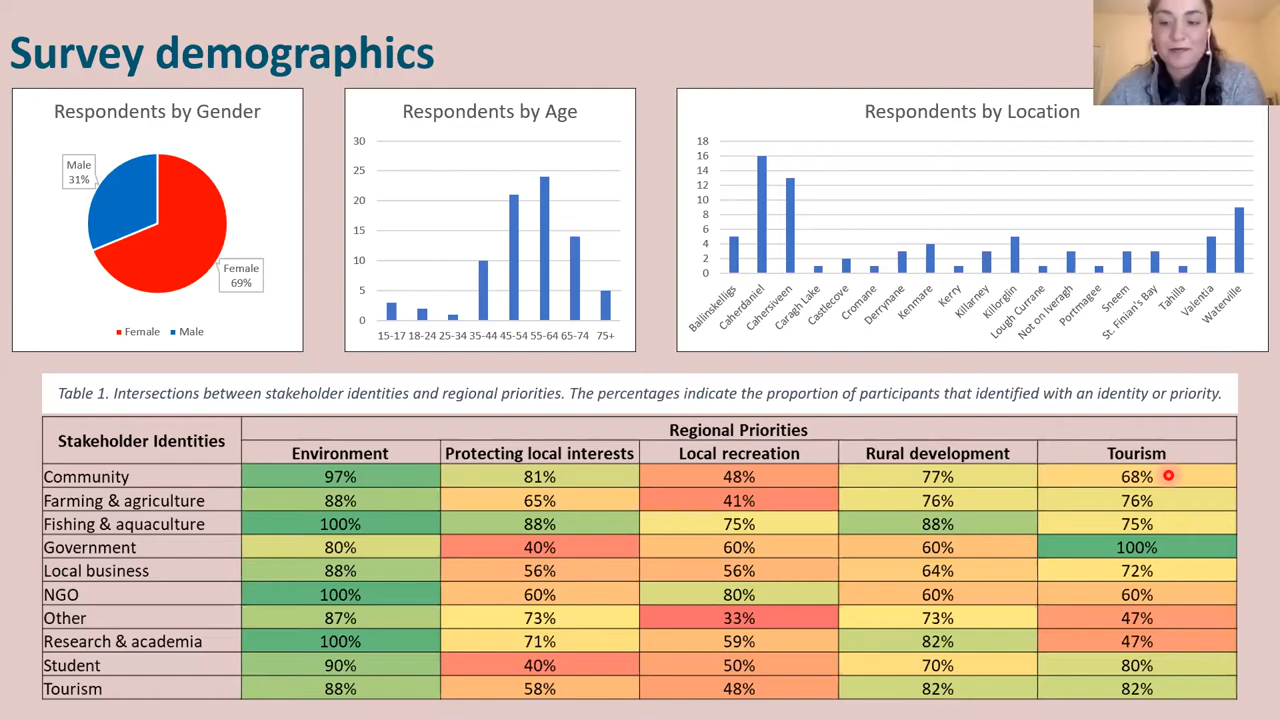 Survey demographics
Respondents by Gender
Male
31%
Female
69%
Female Male
Respondents by Age
30
25
20
15
10
5
0
15-17 18-24 25-34 35-44 45-54 55-64 65-74 75+
Respondents by Location
18
16
14
12
10
8
6
4
2
0
Ballinskelligs
Caherdaniel
Cahersiveen
Caragh Lake
Castlecove
Cromane
Derrynane
Kenmare
Kerry
Killarney
Killorglin
Lough Currane
Not on Iveragh
Portmagee
Sneem
St. Finian's Bay
Tahilla
Valentia
Waterville
Table 1. Intersections between stakeholder identities and regional priorities. The percentages indicate the proportion of participants that identified with an identity or priority.
Stakeholder Identities Regional Priorities
Environment Protecting local interests Local recreation Rural development Tourism
Community 97% 81% 48% 77% 68%
Farming & agriculture 88% 65% 41% 76% 76%
Fishing & aquaculture 100% 88% 75% 88% 75%
Government 80% 40% 60% 60% 100%
Local business 88% 56% 56% 64% 72%
NGO 100% 60% 80% 60% 60%
Other 87% 73% 33% 73% 47%
Research & academia 100% 71% 59% 82% 47%
Student 90% 40% 50% 70% 80%
Tourism 88% 58% 48% 82% 82%